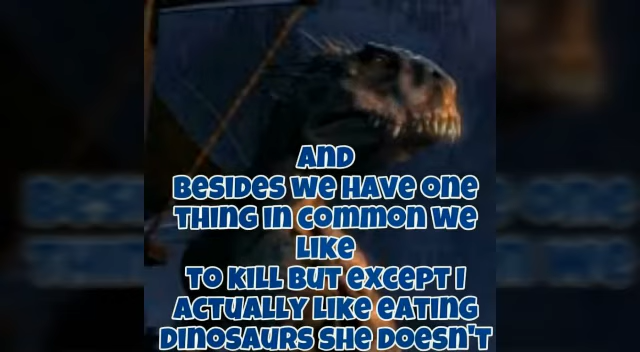 AND
BESIDES WE HAVE ONE
THING IN COMMON WE
LIKE
TO KILL BUT EXCEPT I
ACTUALLY LIKE EATING
DINOSAURS SHE DOESN'T